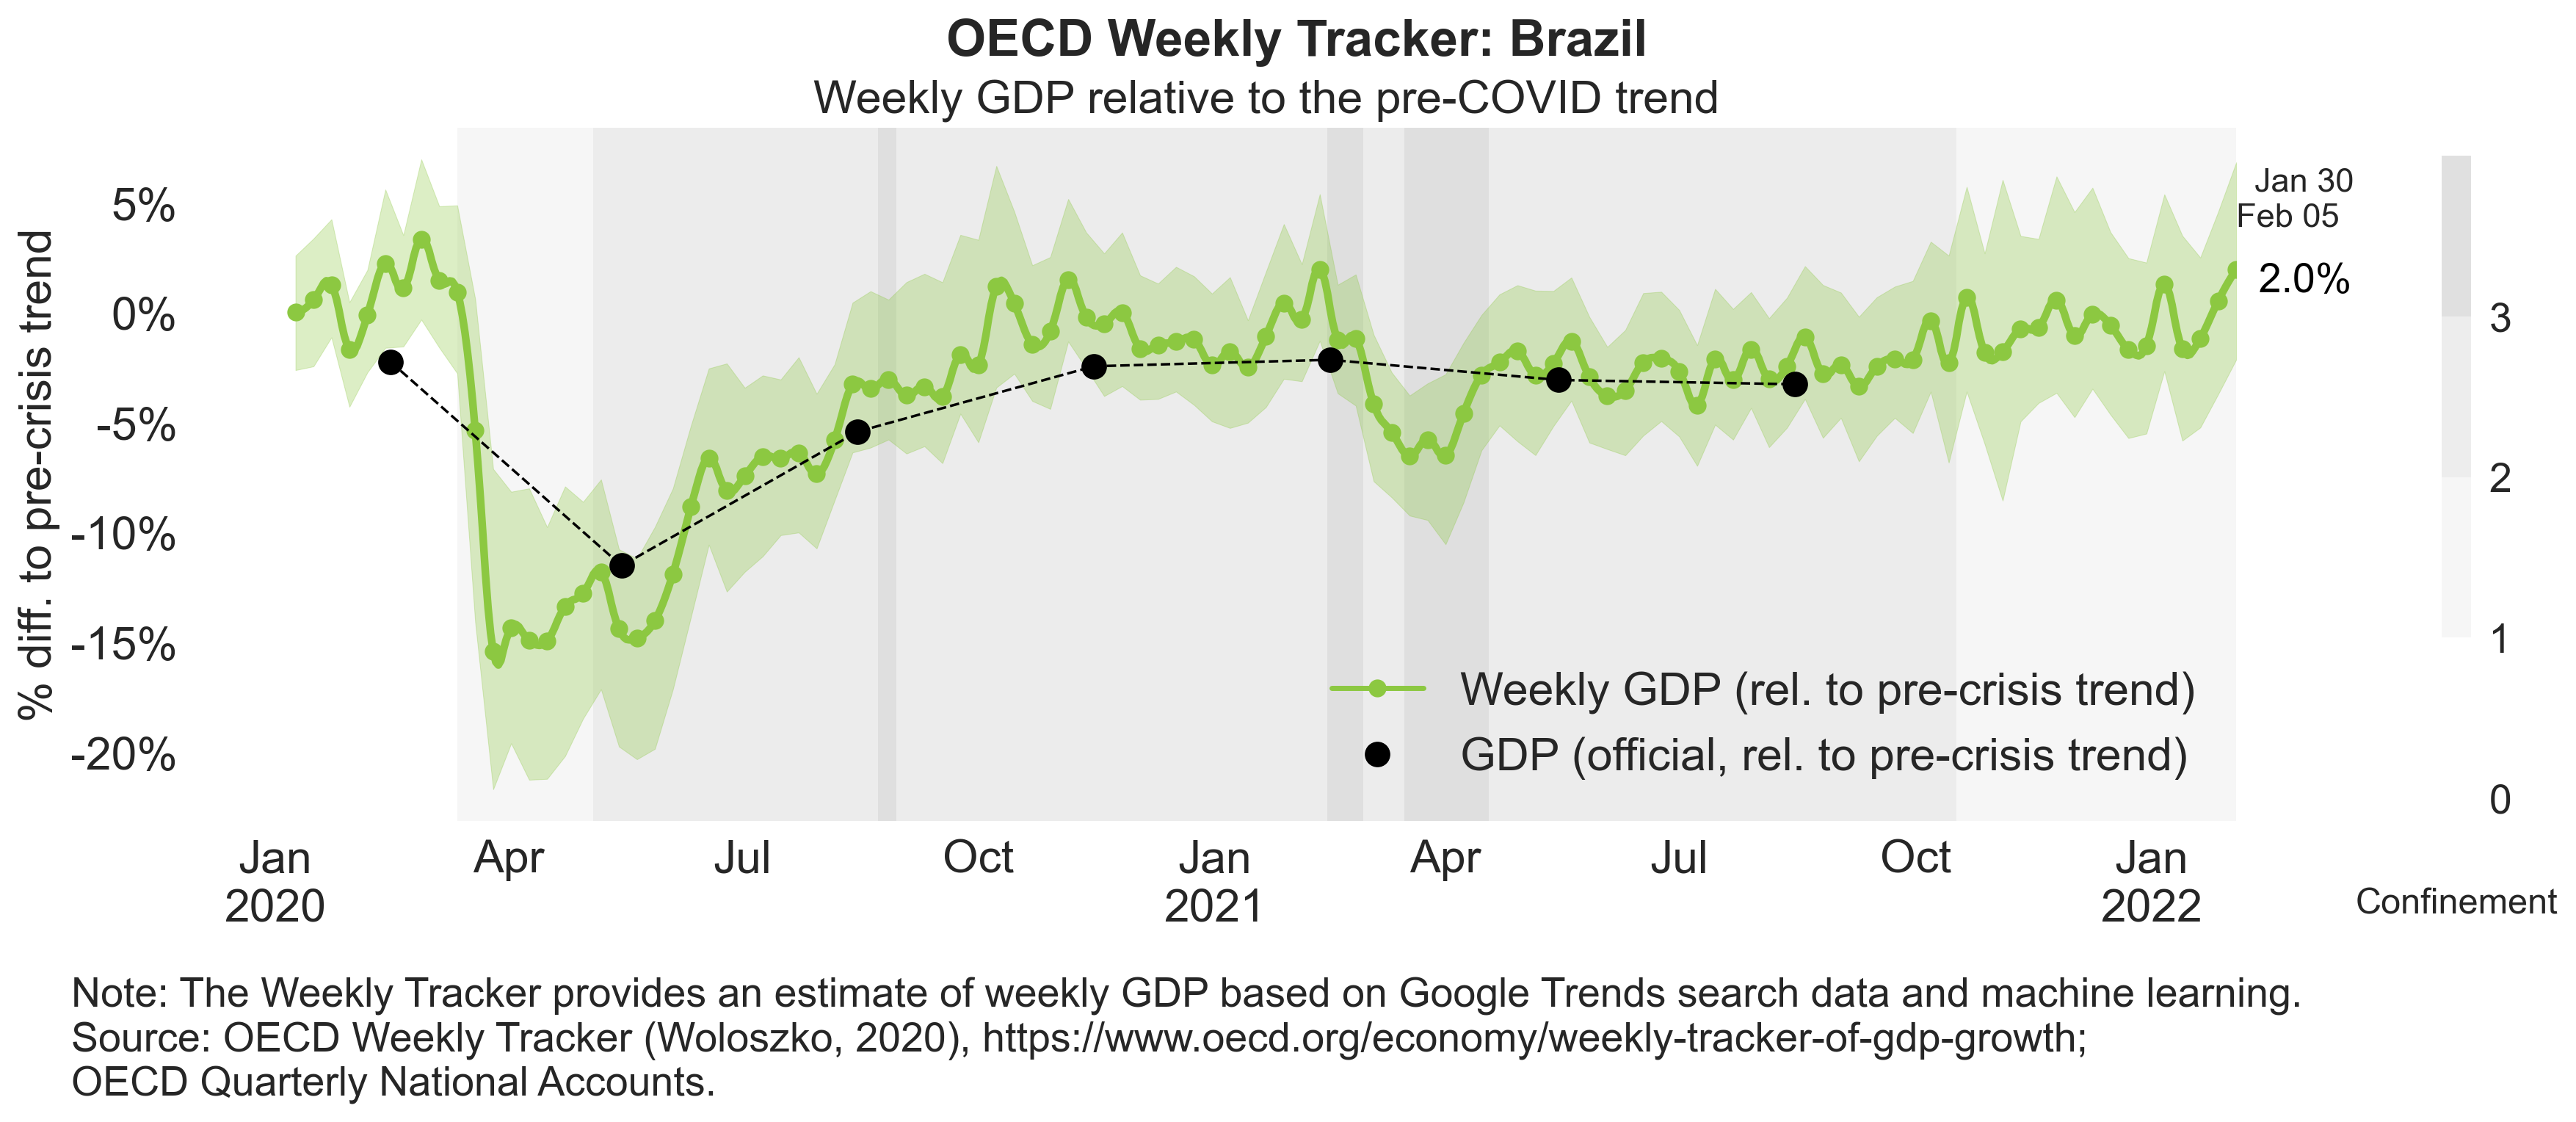 OECD Weekly Tracker: Brazil
Weekly GDP relative to the pre-COVID trend
% diff. to pre-crisis trend
5%
0%
-5%
-10%
-15%
-20%
Jan 30
Feb 05
2.0%
3
2
1
0
Confinement
Weekly GDP (rel. to pre-crisis trend)
GDP (official, rel. to pre-crisis trend)
Jan Apr Jul Oct Jan Apr Jul Oct Jan
2020 2021 2022
Note: The Weekly Tracker provides an estimate of weekly GDP based on Google Trends search data and machine learning.
Source: OECD Weekly Tracker (Woloszko, 2020), https://www.oecd.org/economy/weekly-tracker-of-gdp-growth;
OECD Quarterly National Accounts.